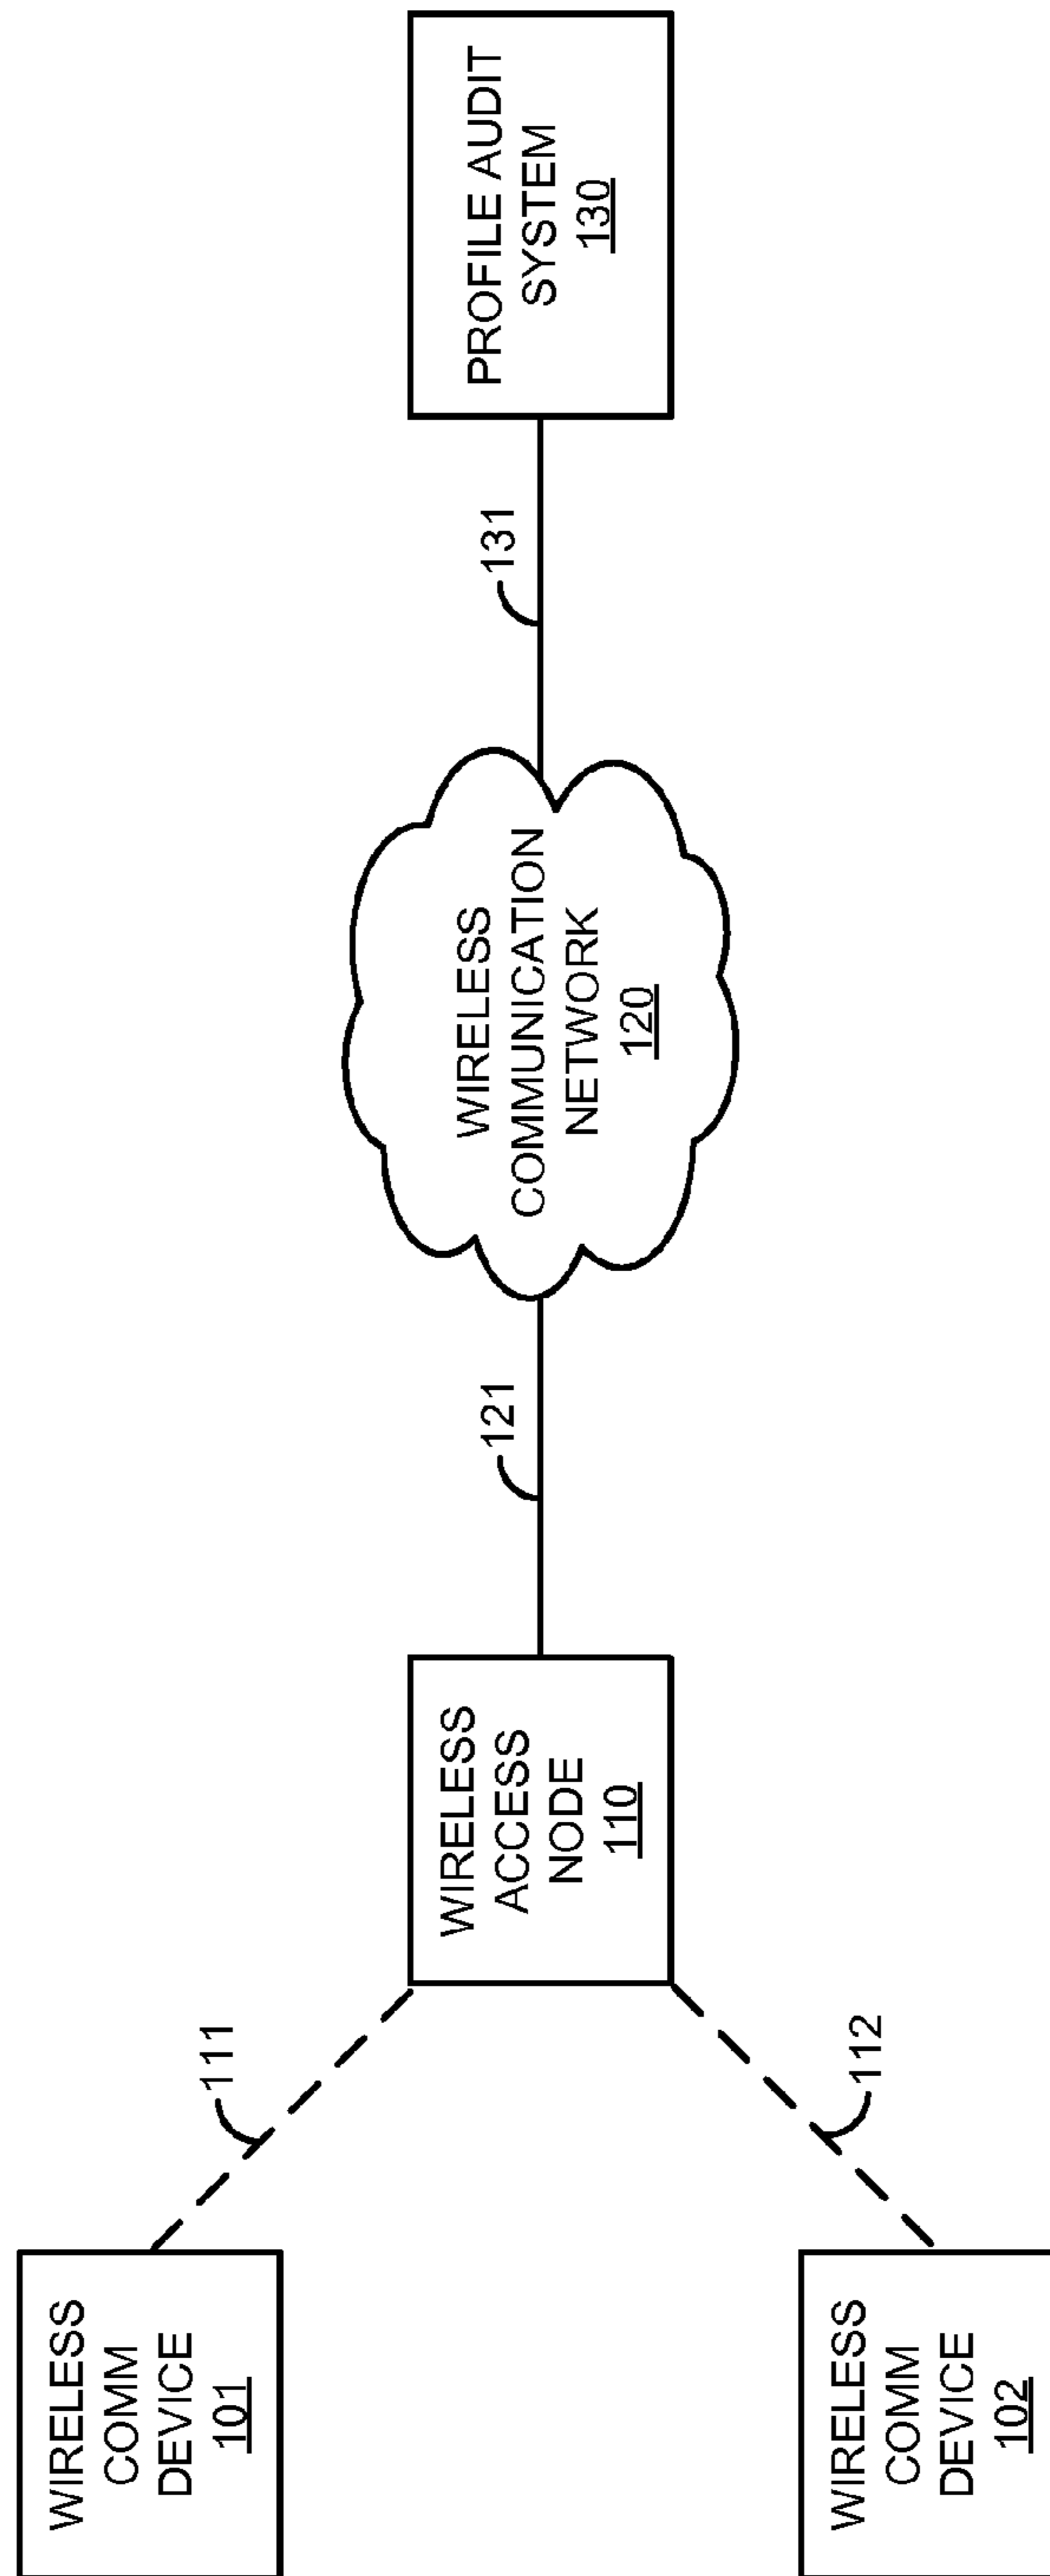 WIRELESS
COMM
DEVICE
101
111
WIRELESS
COMM
DEVICE
102
112
WIRELESS
ACCESS
NODE
110
121
WIRELESS
COMMUNICATION
NETWORK
120
131
PROFILE AUDIT
SYSTEM
130